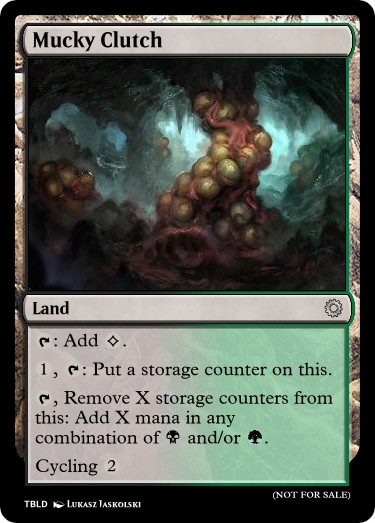 Mucky Clutch
Land
: Add .
1 , : Put a storage counter on this.
, Remove X storage counters from
this: Add X mana in any
combination of and/or .
Cycling 2
TBLD Lukasz Jaskolski
(NOT FOR SALE)